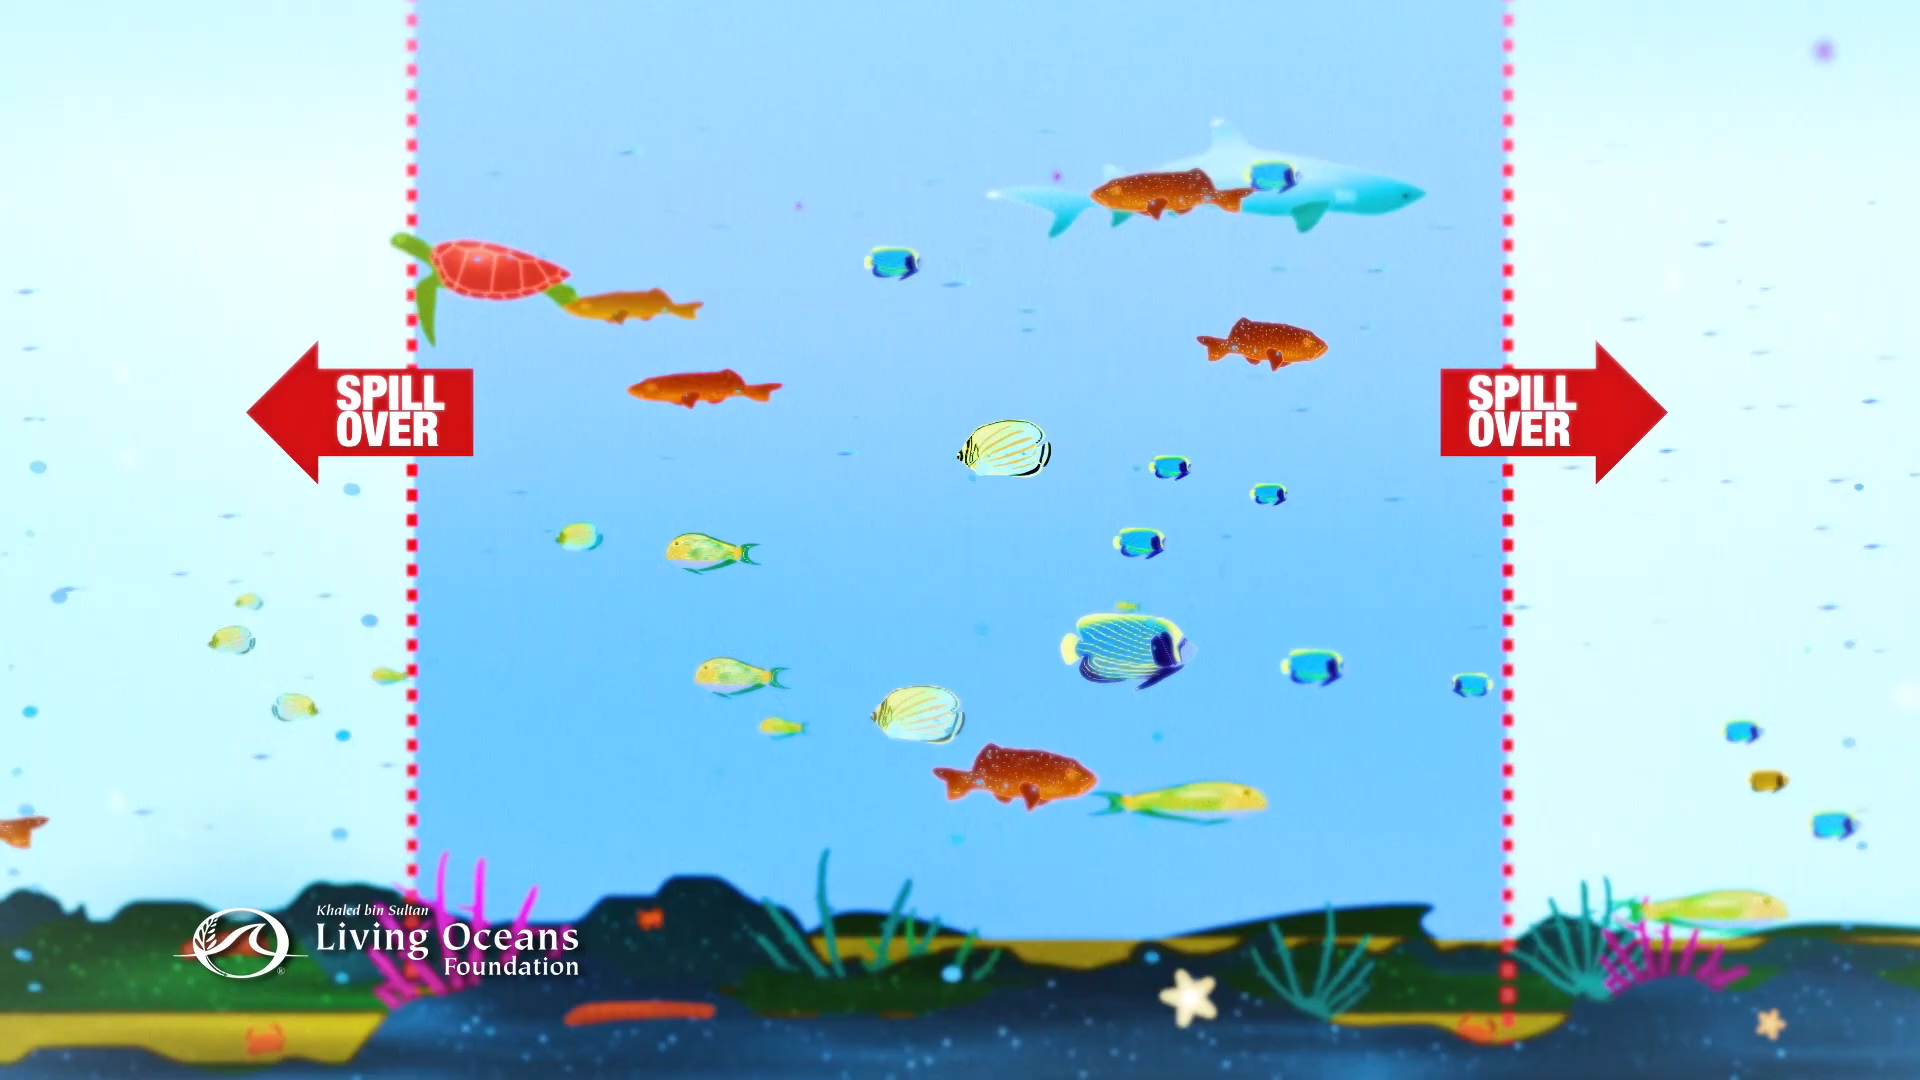 SPILL
OVER
SPILL
OVER
Khaled bin Sultan
Living Oceans
Foundation
®